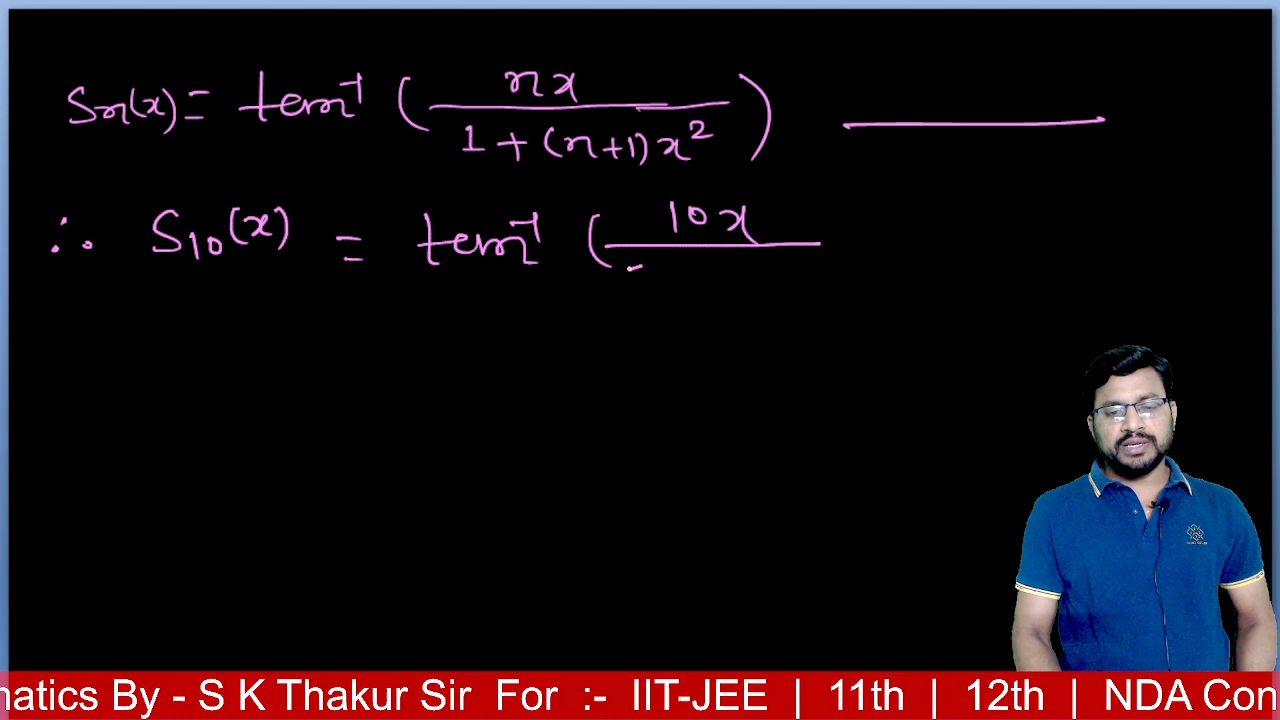 Sn(x) = tan⁻¹ ( nx / 1 + (n+1)x² )
∴ S₁₀(x) = tan⁻¹ ( 10x
matics By - S K Thakur Sir For :- IIT-JEE | 11th | 12th | NDA Con